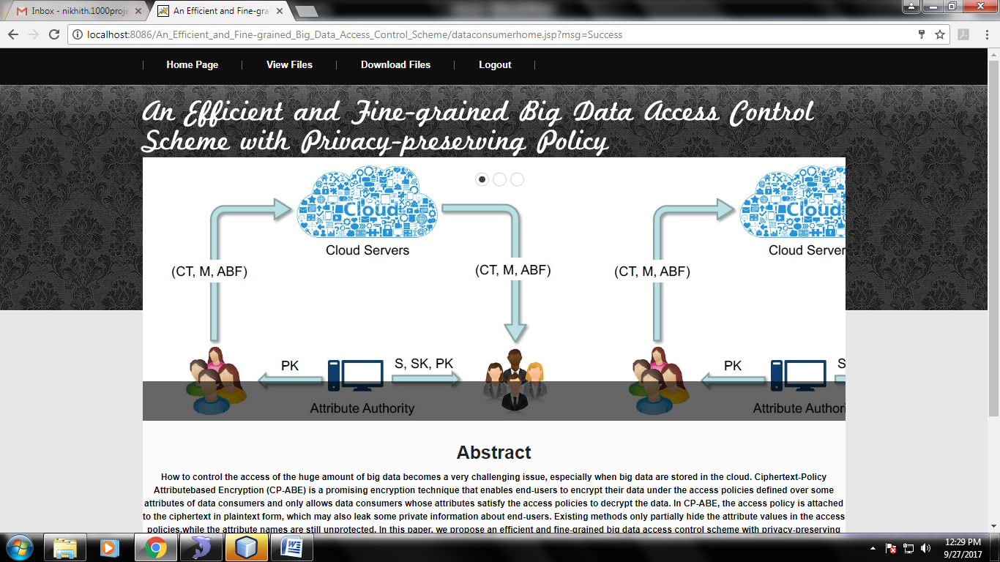 Inbox - nikhith.1000proje
An Efficient and Fine-gra
localhost:8086/An_Efficient_and_Fine-grained_Big_Data_Access_Control_Scheme/dataconsumerhome.jsp?msg=Success
Home Page View Files Download Files Logout
An Efficient and Fine-grained Big Data Access Control
Scheme with Privacy-preserving Policy
Cloud Cloud
Cloud Servers Cloud Server
(CT, M, ABF) (CT, M, ABF) (CT, M, ABF)
PK S, SK, PK PK S
Attribute Authority Attribute Authori
Abstract
How to control the access of the huge amount of big data becomes a very challenging issue, especially when big data are stored in the cloud. Ciphertext-Policy
Attributebased Encryption (CP-ABE) is a promising encryption technique that enables end-users to encrypt their data under the access policies defined over some
attributes of data consumers and only allows data consumers whose attributes satisfy the access policies to decrypt the data. In CP-ABE, the access policy is attached
to the ciphertext in plaintext form, which may also leak some private information about end-users. Existing methods only partially hide the attribute values in the access
policies,while the attribute names are still unprotected. In this paper, we propose an efficient and fine-grained big data access control scheme with privacy-preserving
12:29 PM
9/27/2017